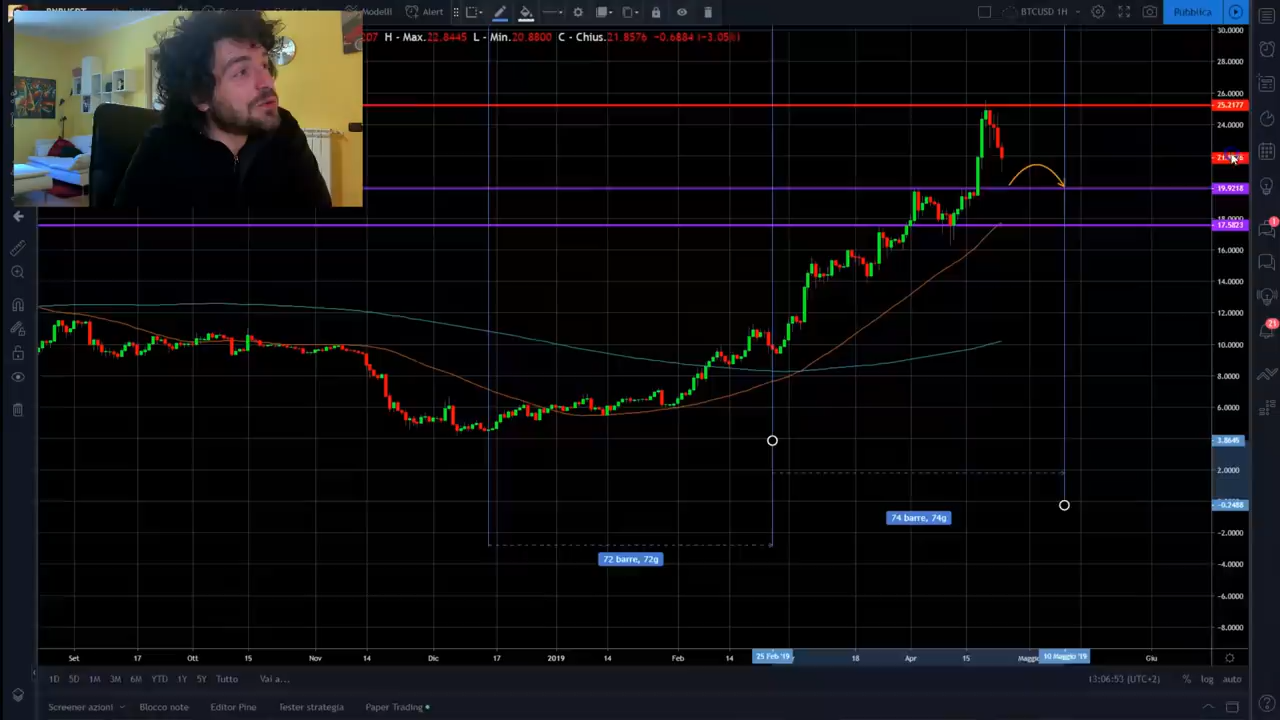 Modelli
Alert
BTCUSD 1H
Pubblica
207 H - Max.22.8445 L - Min.20.8800 C - Chius.21.8576 -0.6884 (-3.05%)
30.0000
28.0000
26.0000
25.2177
24.0000
19.9218
18.0000
17.5823
16.0000
14.0000
12.0000
10.0000
8.0000
6.0000
3.8645
2.0000
-0.2488
-2.0000
-4.0000
-6.0000
-8.0000
1
21
74 barre, 74g
72 barre, 72g
Set 17 Ott 15 Nov 14 Dic 17 2019 14 Feb 14 25 Feb '19 18 Apr 15 Maggio 10 Maggio '19 Giu
1D 5D 1M 3M 6M YTD 1Y 5Y Tutto Vai a... 13:06:53 (UTC+2) % log auto
Screener azioni Blocco note Editor Pine Tester strategia Paper Trading